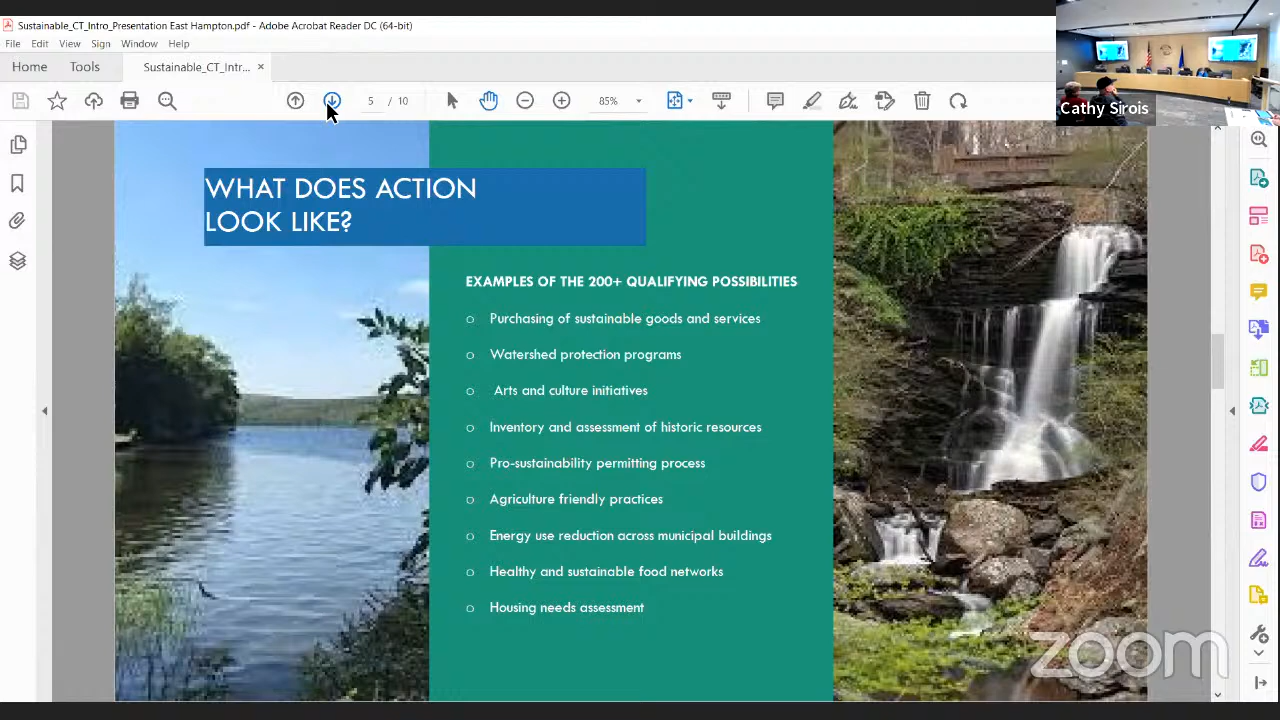 Sustainable_CT_Intro_Presentation East Hampton.pdf - Adobe Acrobat Reader DC (64-bit)
File Edit View Sign Window Help
Home Tools Sustainable_CT_Intr... ×
5 / 10 85%
Cathy Sirois
WHAT DOES ACTION
LOOK LIKE?
EXAMPLES OF THE 200+ QUALIFYING POSSIBILITIES
o Purchasing of sustainable goods and services
o Watershed protection programs
o Arts and culture initiatives
o Inventory and assessment of historic resources
o Pro-sustainability permitting process
o Agriculture friendly practices
o Energy use reduction across municipal buildings
o Healthy and sustainable food networks
o Housing needs assessment
zoom